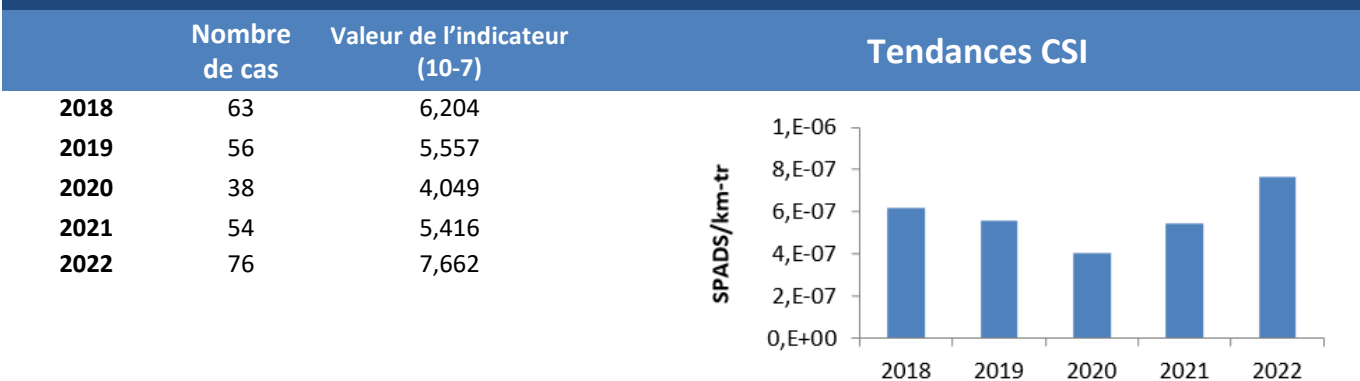 Nombre de cas
Valeur de l’indicateur (10-7)
Tendances CSI
2018 63 6,204
2019 56 5,557
2020 38 4,049
2021 54 5,416
2022 76 7,662
SPADS/km-tr
1,E-06
8,E-07
6,E-07
4,E-07
2,E-07
0,E+00
2018 2019 2020 2021 2022